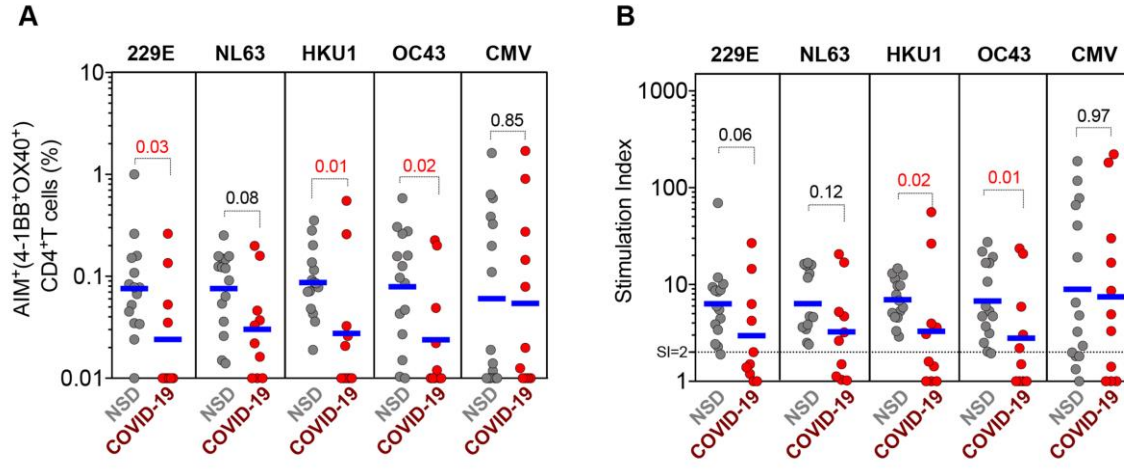 A
229E NL63 HKU1 OC43 CMV
AIM⁺(4-1BB⁺OX40⁺)
CD4⁺T cells (%)
10
1
0.1
0.01
0.03
0.08
0.01
0.02
0.85
NSD COVID-19 NSD COVID-19 NSD COVID-19 NSD COVID-19 NSD COVID-19
B
229E NL63 HKU1 OC43 CMV
Stimulation Index
1000
100
10
SI=2
1
0.06
0.12
0.02
0.01
0.97
NSD COVID-19 NSD COVID-19 NSD COVID-19 NSD COVID-19 NSD COVID-19